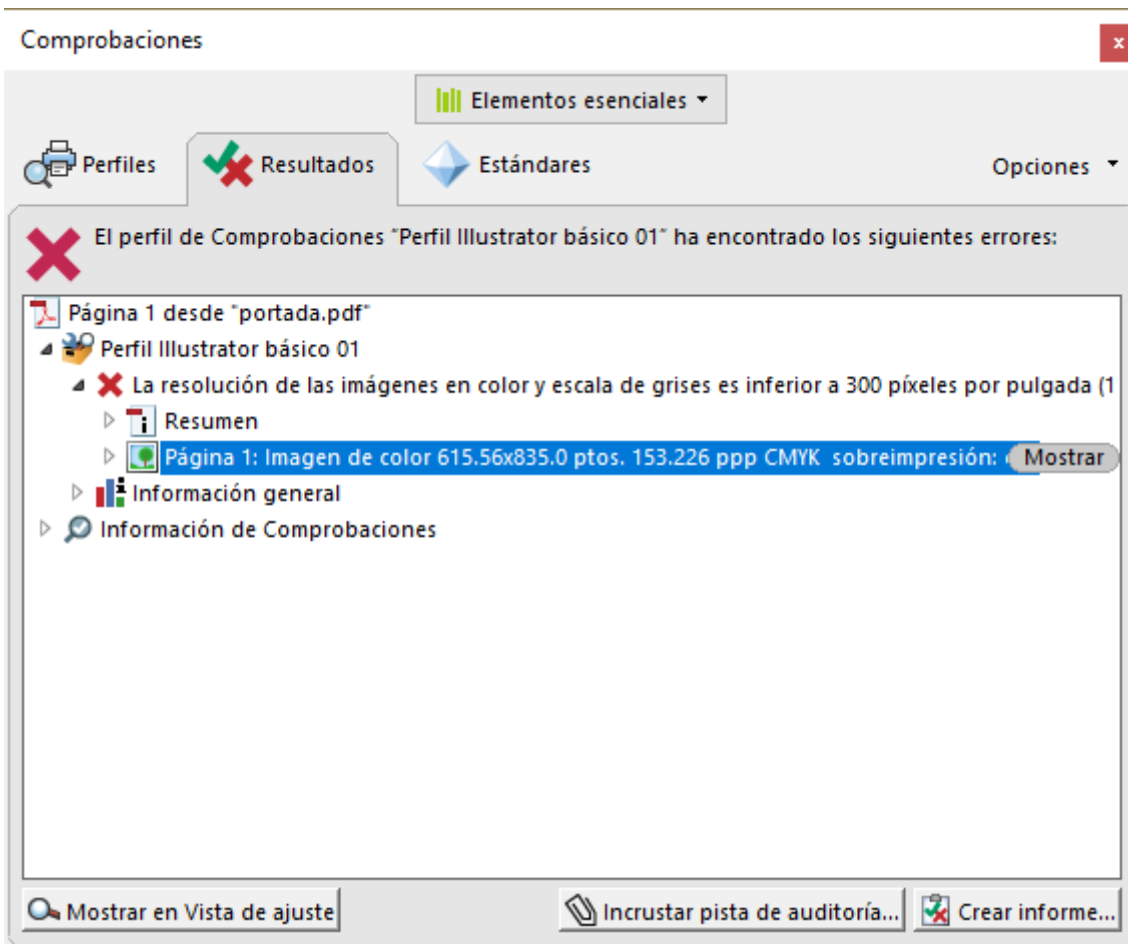 Comprobaciones
x
Elementos esenciales
Perfiles
Resultados
Estándares
Opciones
El perfil de Comprobaciones "Perfil Illustrator básico 01" ha encontrado los siguientes errores:
Página 1 desde "portada.pdf"
Perfil Illustrator básico 01
La resolución de las imágenes en color y escala de grises es inferior a 300 píxeles por pulgada (1
Resumen
Página 1: Imagen de color 615.56x835.0 ptos. 153.226 ppp CMYK sobreimpresión: Mostrar
Información general
Información de Comprobaciones
Mostrar en Vista de ajuste
Incrustar pista de auditoría...
Crear informe...